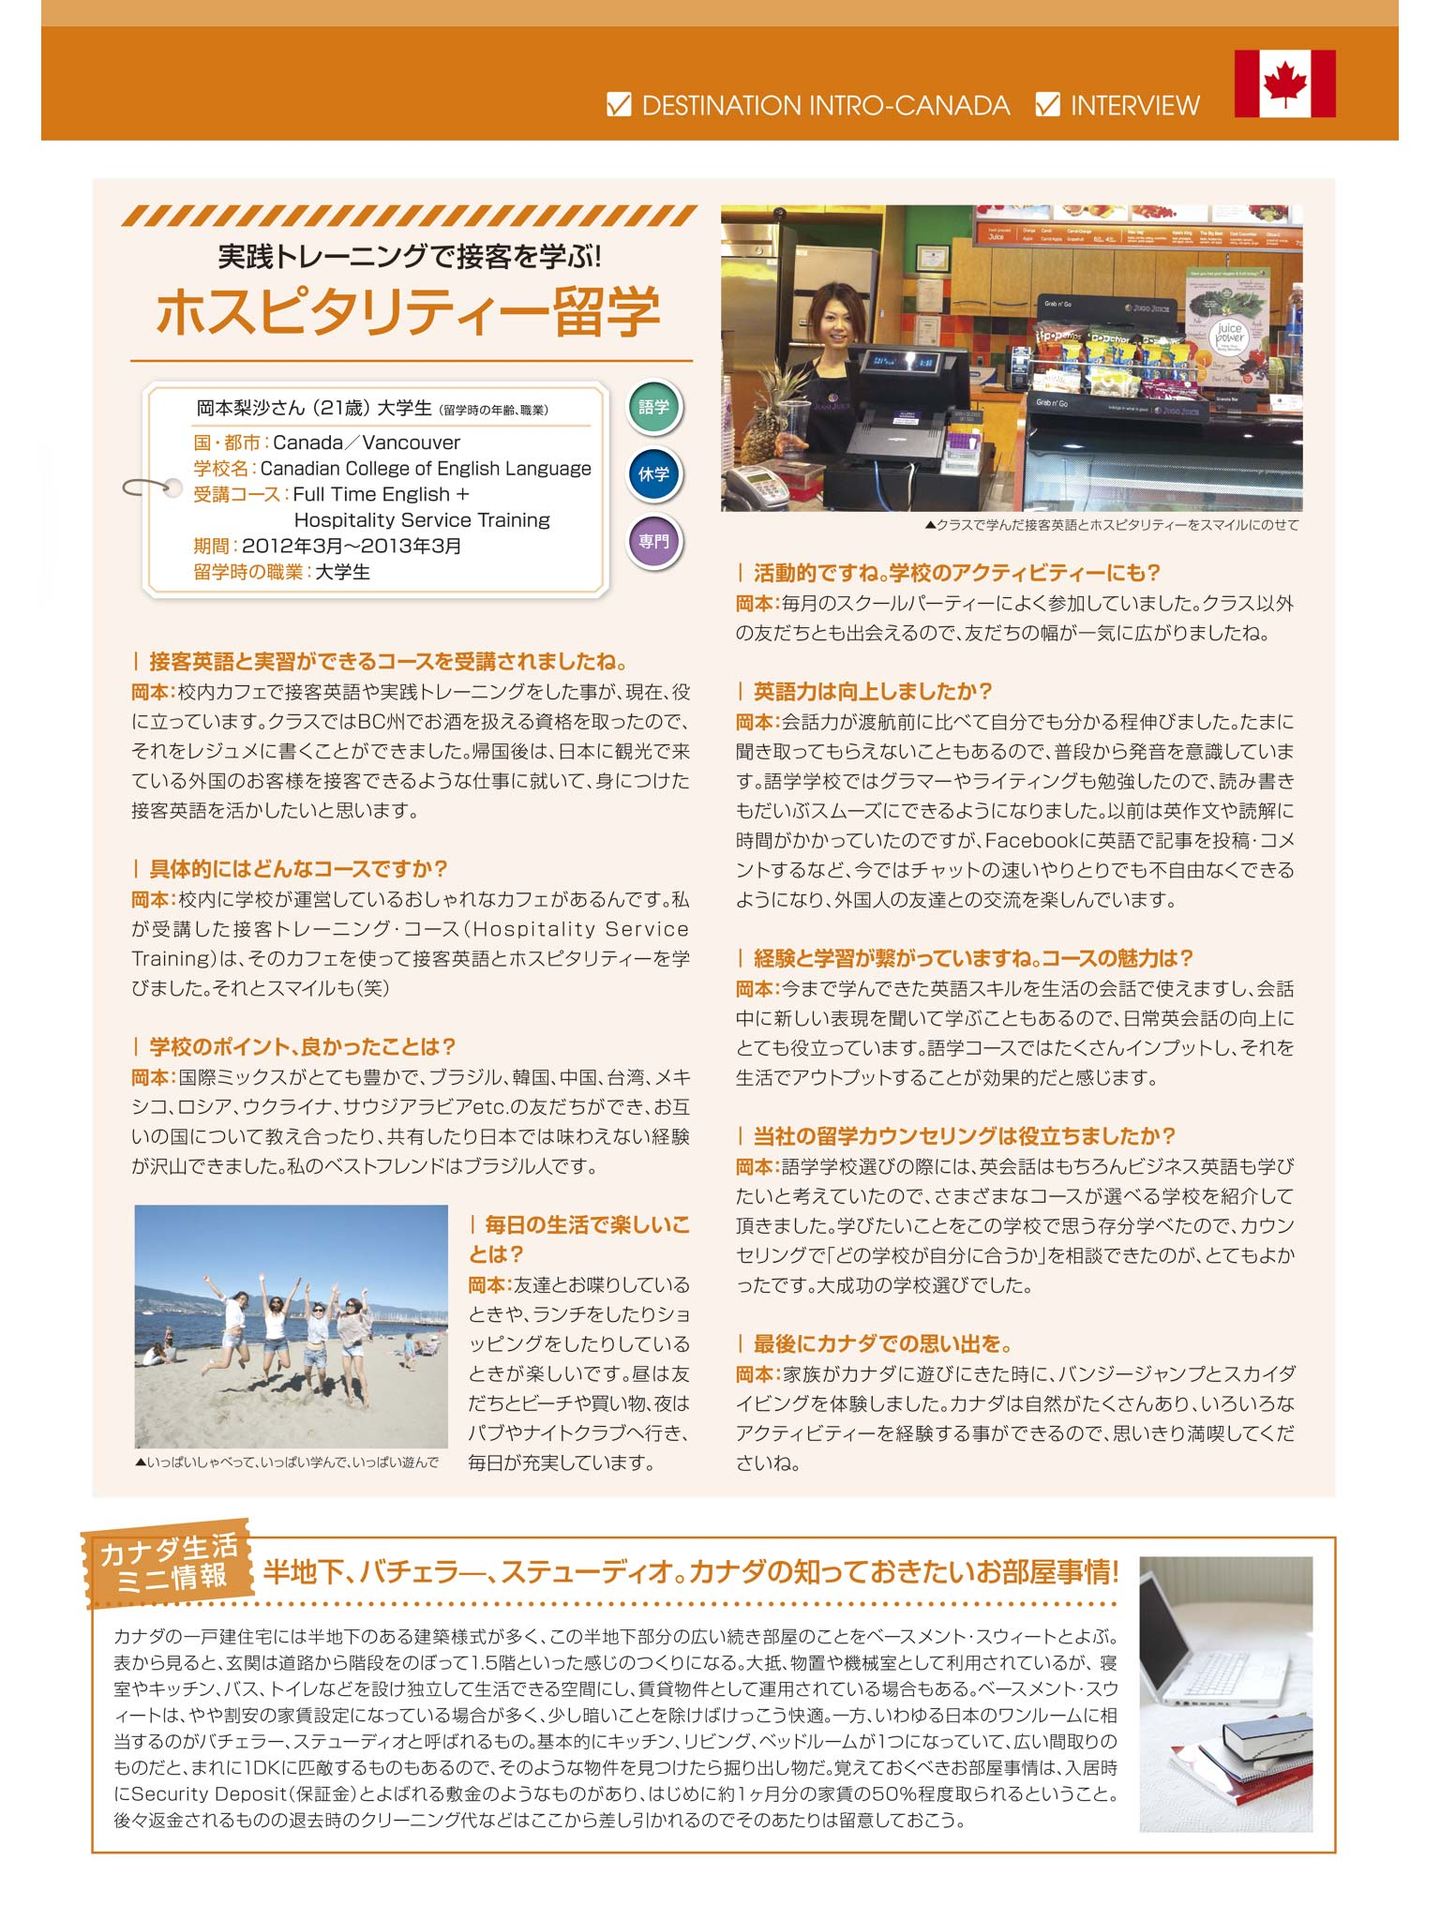 DESTINATION INTRO-CANADA
INTERVIEW
実践トレーニングで接客を学ぶ!
ホスピタリティー留学
岡本梨沙さん（21歳）大学生（留学時の年齢、職業）
国・都市：Canada／Vancouver
学校名：Canadian College of English Language
受講コース：Full Time English +
Hospitality Service Training
期間：2012年3月～2013年3月
留学時の職業：大学生
語学
休学
専門
| 接客英語と実習ができるコースを受講されましたね。
岡本：校内カフェで接客英語や実践トレーニングをした事が、現在、役
に立っています。クラスではBC州でお酒を扱える資格を取ったので、
それをレジュメに書くことができました。帰国後は、日本に観光で来
ている外国のお客様を接客できるような仕事に就いて、身につけた
接客英語を活かしたいと思います。
| 具体的にはどんなコースですか？
岡本：校内に学校が運営しているおしゃれなカフェがあるんです。私
が受講した接客トレーニング・コース（Hospitality Service
Training）は、そのカフェを使って接客英語とホスピタリティーを学
びました。それとスマイルも（笑）
| 学校のポイント、良かったことは？
岡本：国際ミックスがとても豊かで、ブラジル、韓国、中国、台湾、メキ
シコ、ロシア、ウクライナ、サウジアラビアetc.の友だちができ、お互
いの国について教え合ったり、共有したり日本では味わえない経験
が沢山できました。私のベストフレンドはブラジル人です。
▲いっぱいしゃべって、いっぱい学んで、いっぱい遊んで
| 毎日の生活で楽しいこ
とは？
岡本：友達とお喋りしている
ときや、ランチをしたりショ
ッピングをしたりしている
ときが楽しいです。昼は友
だちとビーチや買い物、夜は
パブやナイトクラブへ行き、
毎日が充実しています。
Juice
Grab n' Go
JUGO JUICE
juice
power
Grab n' Go
JUGO JUICE
JUGO JUICE
▲クラスで学んだ接客英語とホスピタリティーをスマイルにのせて
| 活動的ですね。学校のアクティビティーにも？
岡本：毎月のスクールパーティーによく参加していました。クラス以外
の友だちとも出会えるので、友だちの幅が一気に広がりましたね。
| 英語力は向上しましたか？
岡本：会話力が渡航前に比べて自分でも分かる程伸びました。たまに
聞き取ってもらえないこともあるので、普段から発音を意識していま
す。語学学校ではグラマーやライティングも勉強したので、読み書き
もだいぶスムーズにできるようになりました。以前は英作文や読解に
時間がかかっていたのですが、Facebookに英語で記事を投稿・コメ
ントするなど、今ではチャットの速いやりとりでも不自由なくできる
ようになり、外国人の友達との交流を楽しんでいます。
| 経験と学習が繋がっていますね。コースの魅力は？
岡本：今まで学んできた英語スキルを生活の会話で使えますし、会話
中に新しい表現を聞いて学ぶこともあるので、日常英会話の向上に
とても役立っています。語学コースではたくさんインプットし、それを
生活でアウトプットすることが効果的だと感じます。
| 当社の留学カウンセリングは役立ちましたか？
岡本：語学学校選びの際には、英会話はもちろんビジネス英語も学び
たいと考えていたので、さまざまなコースが選べる学校を紹介して
頂きました。学びたいことをこの学校で思う存分学べたので、カウン
セリングで「どの学校が自分に合うか」を相談できたのが、とてもよか
ったです。大成功の学校選びでした。
| 最後にカナダでの思い出を。
岡本：家族がカナダに遊びにきた時に、バンジージャンプとスカイダ
イビングを体験しました。カナダは自然がたくさんあり、いろいろな
アクティビティーを経験する事ができるので、思いきり満喫してくだ
さいね。
カナダ生活
ミニ情報
半地下、バチェラ―、ステューディオ。カナダの知っておきたいお部屋事情！
カナダの一戸建住宅には半地下のある建築様式が多く、この半地下部分の広い続き部屋のことをベースメント・スウィートとよぶ。
表から見ると、玄関は道路から階段をのぼって1.5階といった感じのつくりになる。大抵、物置や機械室として利用されているが、寝
室やキッチン、バス、トイレなどを設け独立して生活できる空間にし、賃貸物件として運用されている場合もある。ベースメント・スウ
ィートは、やや割安の家賃設定になっている場合が多く、少し暗いことを除けばけっこう快適。一方、いわゆる日本のワンルームに相
当するのがバチェラー、ステューディオと呼ばれるもの。基本的にキッチン、リビング、ベッドルームが1つになっていて、広い間取りの
ものだと、まれに1DKに匹敵するものもあるので、そのような物件を見つけたら掘り出し物だ。覚えておくべきお部屋事情は、入居時
にSecurity Deposit（保証金）とよばれる敷金のようなものがあり、はじめに約1ヶ月分の家賃の50％程度取られるということ。
後々返金されるものの退去時のクリーニング代などはここから差し引かれるのでそのあたりは留意しておこう。